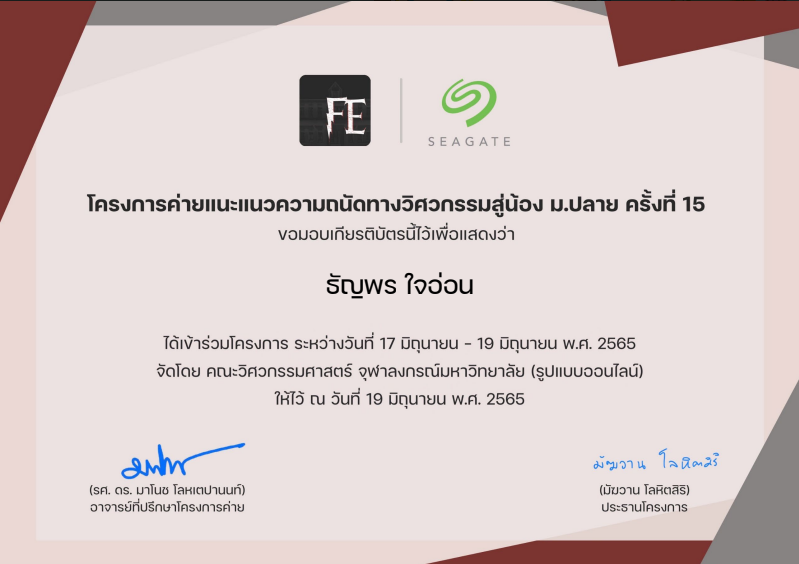 FE
SEAGATE
โครงการค่ายแนะแนวความถนัดทางวิศวกรรมสู่น้อง ม.ปลาย ครั้งที่ 15
ขอมอบเกียรติบัตรนี้ไว้เพื่อแสดงว่า
ธัญพร ใจอ่อน
ได้เข้าร่วมโครงการ ระหว่างวันที่ 17 มิถุนายน - 19 มิถุนายน พ.ศ. 2565
จัดโดย คณะวิศวกรรมศาสตร์ จุฬาลงกรณ์มหาวิทยาลัย (รูปแบบออนไลน์)
ให้ไว้ ณ วันที่ 19 มิถุนายน พ.ศ. 2565
มัฆวาน โลหิตสิริ
(รศ. ดร. มาโนช โลหเตปานนท์)
(มัฆวาน โลหิตสิริ)
อาจารย์ที่ปรึกษาโครงการค่าย
ประธานโครงการ